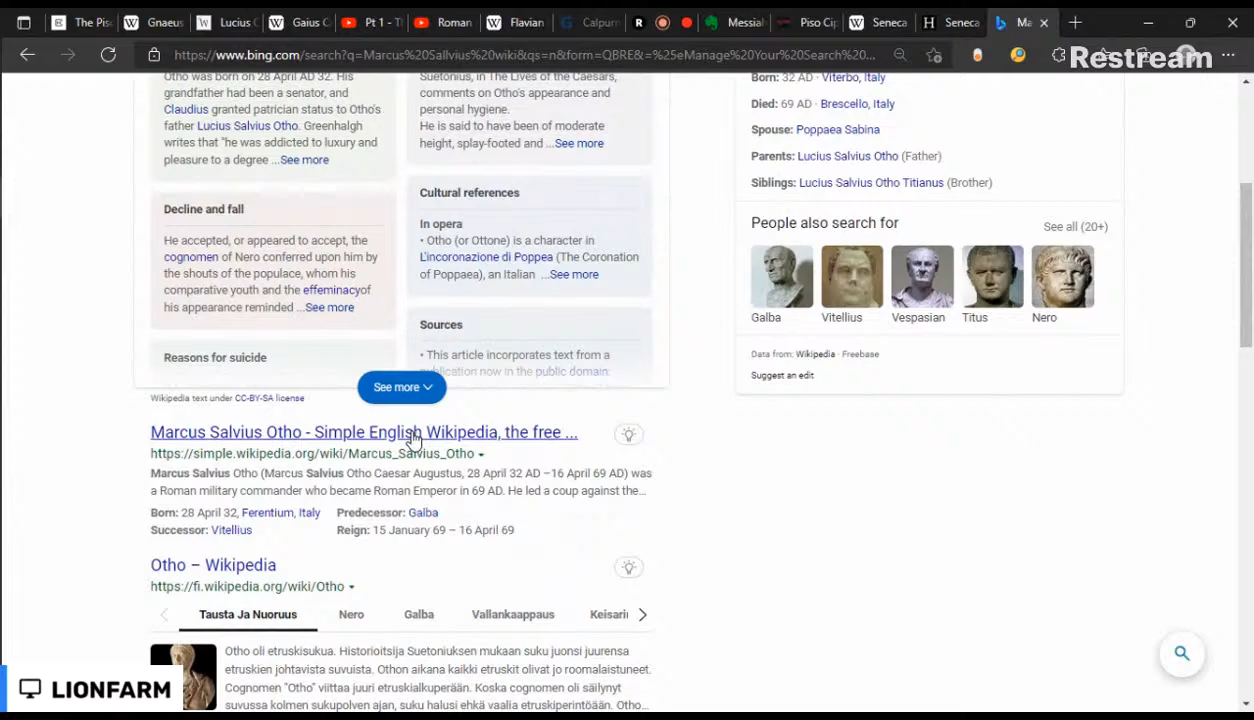 The Pis
Gnaeus
Lucius (
Gaius C
Pt 1 - T
Roman
Flavian
Calpurn
Messiah
Piso Cip
Seneca
Seneca
Ma
https://www.bing.com/search?q=Marcus%20Sallvius%20wiki&qs=n&form=QBRE&=%25eManage%20Your%20Search%20...
Restream
Otho was born on 28 April AD 32. His
grandfather had been a senator, and
Claudius granted patrician status to Otho's
father Lucius Salvius Otho. Greenhalgh
writes that "he was addicted to luxury and
pleasure to a degree ...See more
Suetonius, in The Lives of the Caesars,
comments on Otho's appearance and
personal hygiene.
He is said to have been of moderate
height, splay-footed and ...See more
Decline and fall
He accepted, or appeared to accept, the
cognomen of Nero conferred upon him by
the shouts of the populace, whom his
comparative youth and the effeminacyof
his appearance reminded ...See more
Cultural references
In opera
• Otho (or Ottone) is a character in
L'incoronazione di Poppea (The Coronation
of Poppaea), an Italian ...See more
Reasons for suicide
Sources
• This article incorporates text from a
publication now in the public domain:
See more
Wikipedia text under CC-BY-SA license
Marcus Salvius Otho - Simple English Wikipedia, the free ...
https://simple.wikipedia.org/wiki/Marcus_Salvius_Otho
Marcus Salvius Otho (Marcus Salvius Otho Caesar Augustus, 28 April 32 AD –16 April 69 AD) was
a Roman military commander who became Roman Emperor in 69 AD. He led a coup against the...
Born: 28 April 32, Ferentium, Italy Predecessor: Galba
Successor: Vitellius Reign: 15 January 69 – 16 April 69
Otho – Wikipedia
https://fi.wikipedia.org/wiki/Otho
Tausta Ja Nuoruus Nero Galba Vallankaappaus Keisari
Otho oli etruskisukua. Historioitsija Suetoniuksen mukaan suku juonsi juurensa
etruskien johtavista suvuista. Othon aikana kaikki etruskit olivat jo roomalaistuneet.
Cognomen "Otho" viittaa juuri etruskialkuperään. Koska cognomen oli säilynyt
suvussa kolmen sukupolven ajan, suku halusi ehkä vaalia etruskiperintöään. Otho...
Born: 32 AD · Viterbo, Italy
Died: 69 AD · Brescello, Italy
Spouse: Poppaea Sabina
Parents: Lucius Salvius Otho (Father)
Siblings: Lucius Salvius Otho Titianus (Brother)
People also search for
See all (20+)
Galba
Vitellius
Vespasian
Titus
Nero
Data from: Wikipedia · Freebase
Suggest an edit
LIONFARM